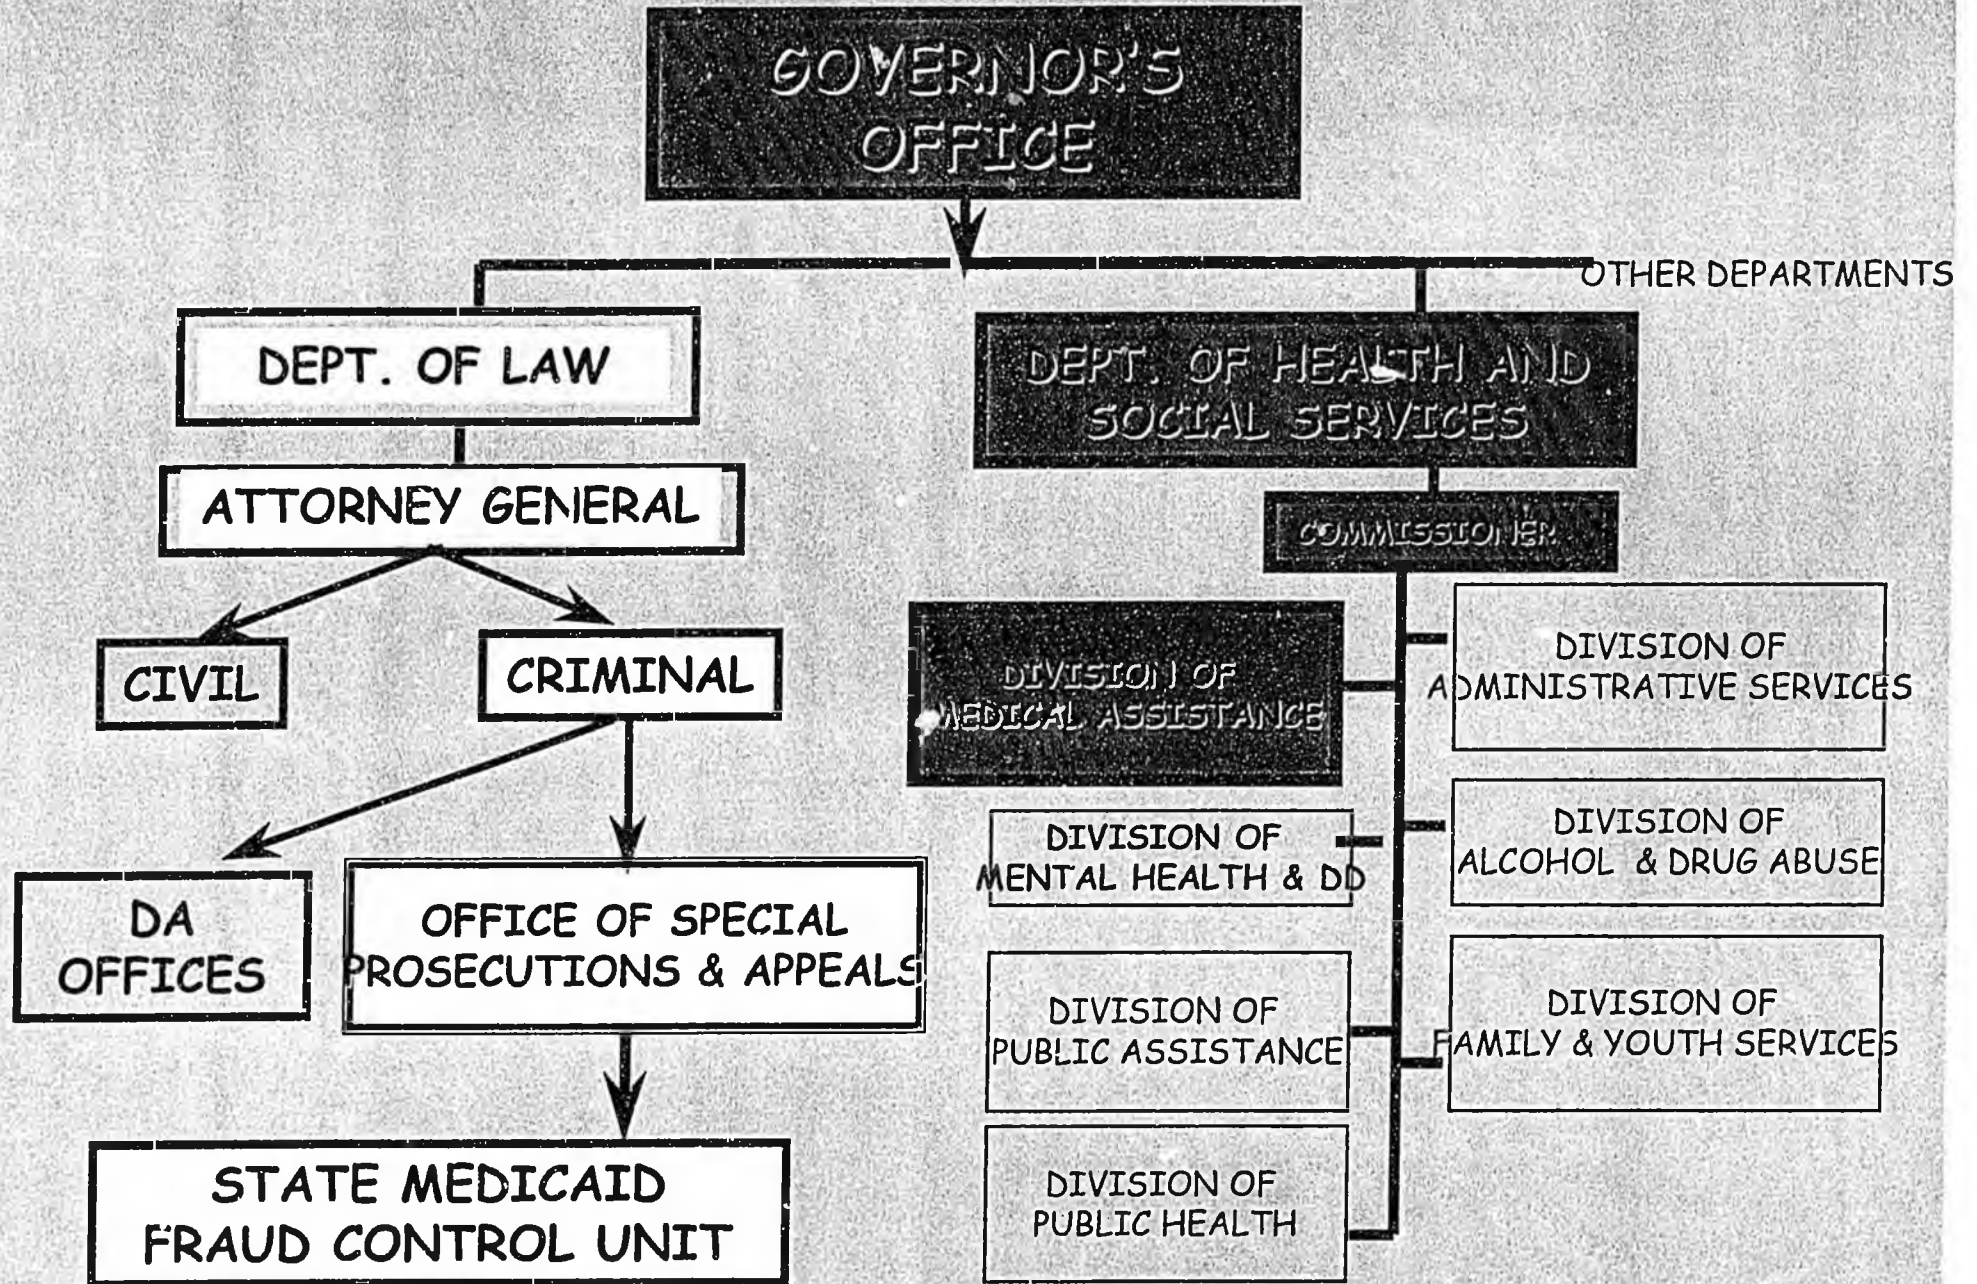 GOVERNOR'S
OFFICE
OTHER DEPARTMENTS
DEPT. OF LAW
DEPT. OF HEALTH AND
SOCIAL SERVICES
ATTORNEY GENERAL
COMMISSIONER
CIVIL
CRIMINAL
DIVISION OF
MEDICAL ASSISTANCE
DIVISION OF
ADMINISTRATIVE SERVICES
DIVISION OF
MENTAL HEALTH & DD
DIVISION OF
ALCOHOL & DRUG ABUSE
DA
OFFICES
OFFICE OF SPECIAL
PROSECUTIONS & APPEALS
DIVISION OF
PUBLIC ASSISTANCE
DIVISION OF
FAMILY & YOUTH SERVICES
STATE MEDICAID
FRAUD CONTROL UNIT
DIVISION OF
PUBLIC HEALTH